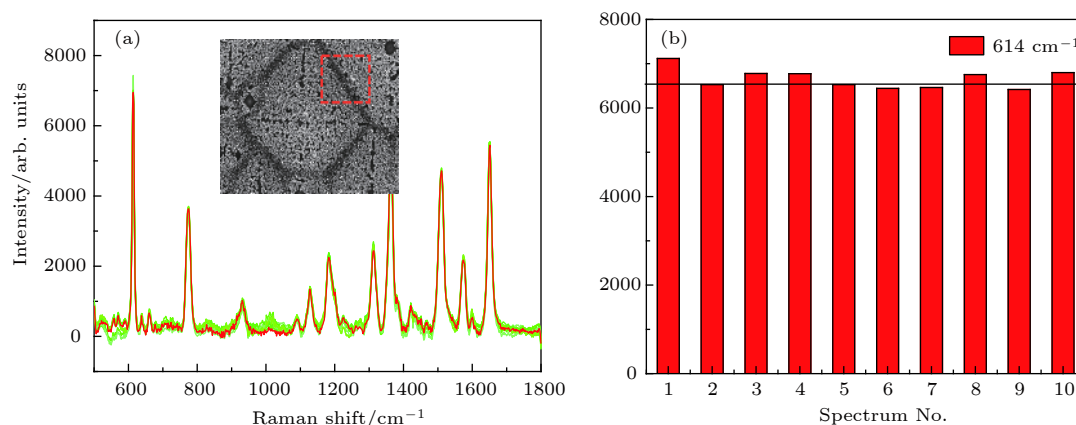 (a)
8000
6000
4000
2000
0
Intensity/arb. units
600 800 1000 1200 1400 1600 1800
Raman shift/cm⁻¹
(b)
614 cm⁻¹
8000
6000
4000
2000
0
1 2 3 4 5 6 7 8 9 10
Spectrum No.